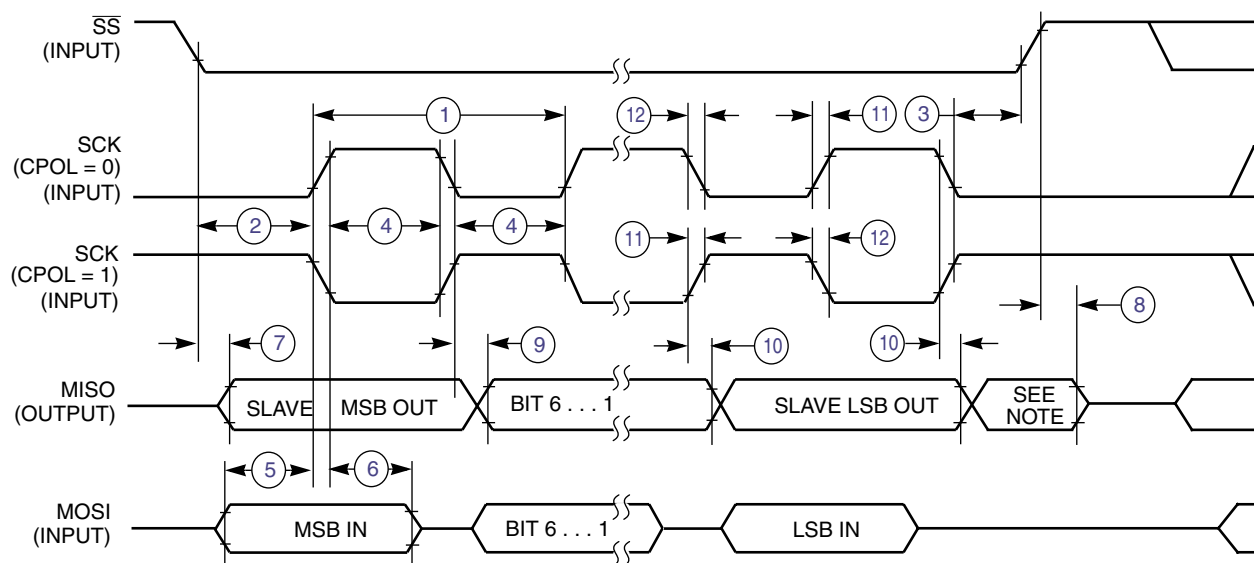 SS
(INPUT)
1
12
11
3
SCK
(CPOL = 0)
(INPUT)
2
4
4
11
12
SCK
(CPOL = 1)
(INPUT)
7
9
10
10
8
MISO
(OUTPUT)
SLAVE MSB OUT
BIT 6 . . . 1
SLAVE LSB OUT
SEE
NOTE
5
6
MOSI
(INPUT)
MSB IN
BIT 6 . . . 1
LSB IN